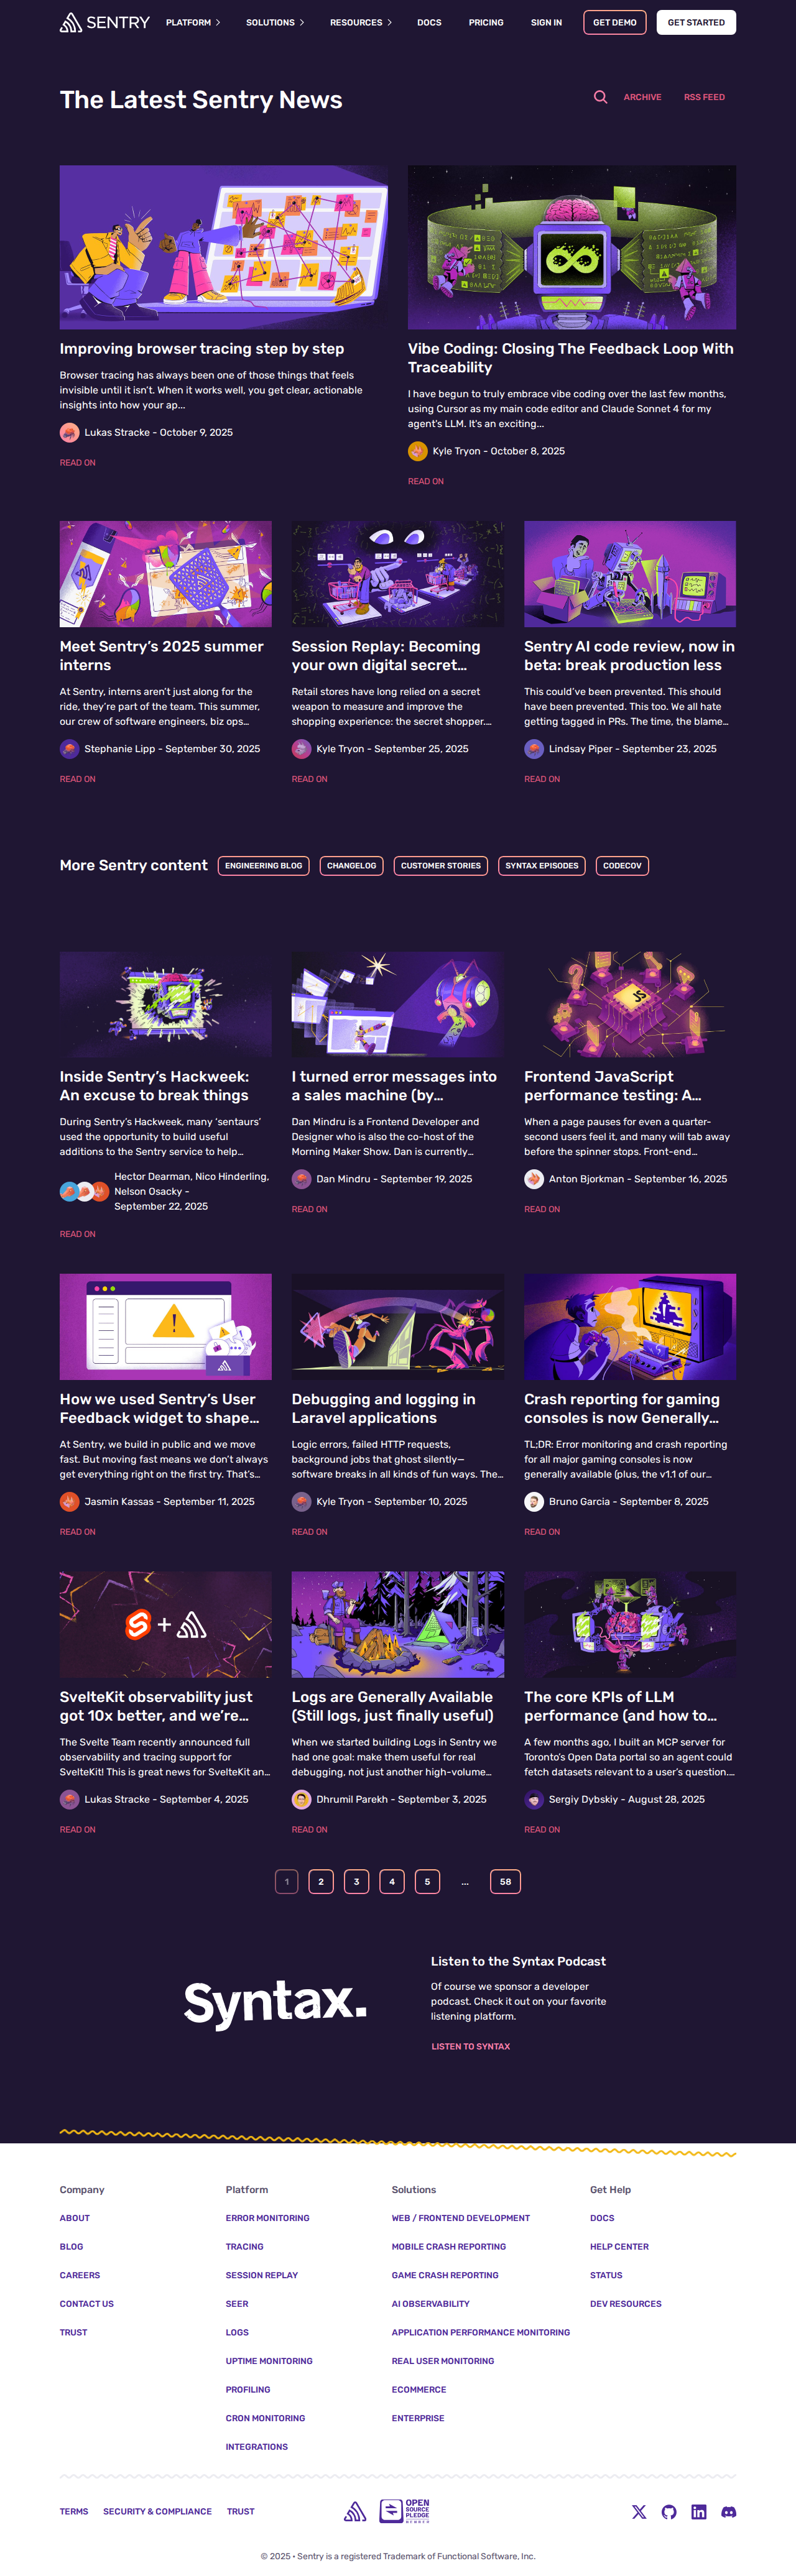 SENTRY
PLATFORM
SOLUTIONS
RESOURCES
DOCS
PRICING
SIGN IN
GET DEMO
GET STARTED
The Latest Sentry News
ARCHIVE
RSS FEED
Improving browser tracing step by step
Browser tracing has always been one of those things that feels
invisible until it isn’t. When it works well, you get clear, actionable
insights into how your ap...
Lukas Stracke - October 9, 2025
READ ON
Vibe Coding: Closing The Feedback Loop With
Traceability
I have begun to truly embrace vibe coding over the last few months,
using Cursor as my main code editor and Claude Sonnet 4 for my
agent’s LLM. It’s an exciting...
Kyle Tryon - October 8, 2025
READ ON
Meet Sentry’s 2025 summer
interns
At Sentry, interns aren’t just along for the
ride, they’re part of the team. This summer,
our crew of software engineers, biz ops…
Stephanie Lipp - September 30, 2025
READ ON
Session Replay: Becoming
your own digital secret…
Retail stores have long relied on a secret
weapon to measure and improve the
shopping experience: the secret shopper.…
Kyle Tryon - September 25, 2025
READ ON
Sentry AI code review, now in
beta: break production less
This could’ve been prevented. This should
have been prevented. This too. We all hate
getting tagged in PRs. The time, the blame…
Lindsay Piper - September 23, 2025
READ ON
More Sentry content
ENGINEERING BLOG
CHANGELOG
CUSTOMER STORIES
SYNTAX EPISODES
CODECOV
Inside Sentry’s Hackweek:
An excuse to break things
During Sentry’s Hackweek, many ‘sentaurs’
used the opportunity to build useful
additions to the Sentry service to help…
Hector Dearman, Nico Hinderling,
Nelson Osacky -
September 22, 2025
READ ON
I turned error messages into
a sales machine (by…
Dan Mindru is a Frontend Developer and
Designer who is also the co-host of the
Morning Maker Show. Dan is currently…
Dan Mindru - September 19, 2025
READ ON
JS
Frontend JavaScript
performance testing: A…
When a page pauses for even a quarter-
second users feel it, and many will tab away
before the spinner stops. Front-end…
Anton Bjorkman - September 16, 2025
READ ON
How we used Sentry’s User
Feedback widget to shape…
At Sentry, we build in public and we move
fast. But moving fast means we don’t always
get everything right on the first try. That’s…
Jasmin Kassas - September 11, 2025
READ ON
Debugging and logging in
Laravel applications
Logic errors, failed HTTP requests,
background jobs that ghost silently—
software breaks in all kinds of fun ways. The…
Kyle Tryon - September 10, 2025
READ ON
Crash reporting for gaming
consoles is now Generally…
TL;DR: Error monitoring and crash reporting
for all major gaming consoles is now
generally available (plus, the v1.1 of our…
Bruno Garcia - September 8, 2025
READ ON
SvelteKit observability just
got 10x better, and we’re…
The Svelte Team recently announced full
observability and tracing support for
SvelteKit! This is great news for SvelteKit an…
Lukas Stracke - September 4, 2025
READ ON
Logs are Generally Available
(Still logs, just finally useful)
When we started building Logs in Sentry we
had one goal: make them useful for real
debugging, not just another high-volume…
Dhrumil Parekh - September 3, 2025
READ ON
The core KPIs of LLM
performance (and how to…
A few months ago, I built an MCP server for
Toronto’s Open Data portal so an agent could
fetch datasets relevant to a user’s question.…
Sergiy Dybskiy - August 28, 2025
READ ON
1
2
3
4
5
...
58
Syntax.
Listen to the Syntax Podcast
Of course we sponsor a developer
podcast. Check it out on your favorite
listening platform.
LISTEN TO SYNTAX
Company
ABOUT
BLOG
CAREERS
CONTACT US
TRUST
Platform
ERROR MONITORING
TRACING
SESSION REPLAY
SEER
LOGS
UPTIME MONITORING
PROFILING
CRON MONITORING
INTEGRATIONS
Solutions
WEB / FRONTEND DEVELOPMENT
MOBILE CRASH REPORTING
GAME CRASH REPORTING
AI OBSERVABILITY
APPLICATION PERFORMANCE MONITORING
REAL USER MONITORING
ECOMMERCE
ENTERPRISE
Get Help
DOCS
HELP CENTER
STATUS
DEV RESOURCES
TERMS
SECURITY & COMPLIANCE
TRUST
OPEN
SOURCE
PLEDGE
MEMBER
© 2025 • Sentry is a registered Trademark of Functional Software, Inc.